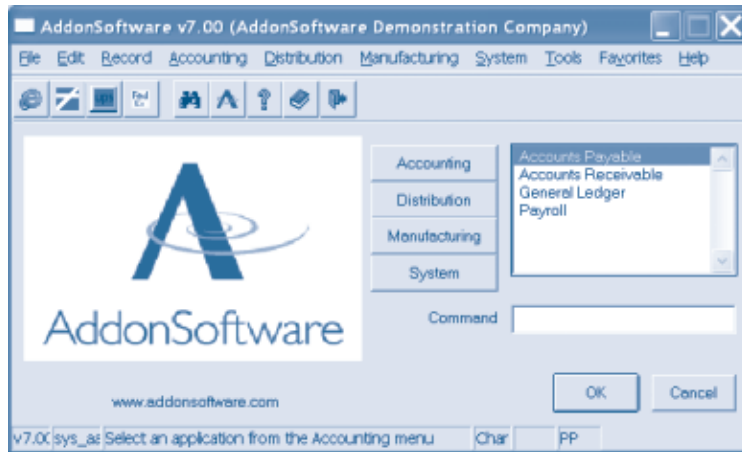 AddonSoftware v7.00 (AddonSoftware Demonstration Company)
File Edit Record Accounting Distribution Manufacturing System Tools Favorites Help
Accounting
Distribution
Manufacturing
System
Accounts Payable
Accounts Receivable
General Ledger
Payroll
Command
AddonSoftware
www.addonsoftware.com
OK Cancel
v7.0 sys_a Select an application from the Accounting menu Char PP